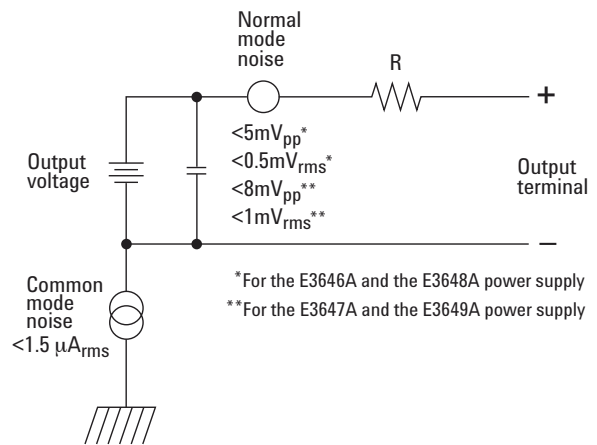 Normal
mode
noise
R
+
<5mVpp*
<0.5mVrms*
<8mVpp**
<1mVrms**
Output
voltage
Output
terminal
–
Common
mode
noise
<1.5 μArms
*For the E3646A and the E3648A power supply
**For the E3647A and the E3649A power supply